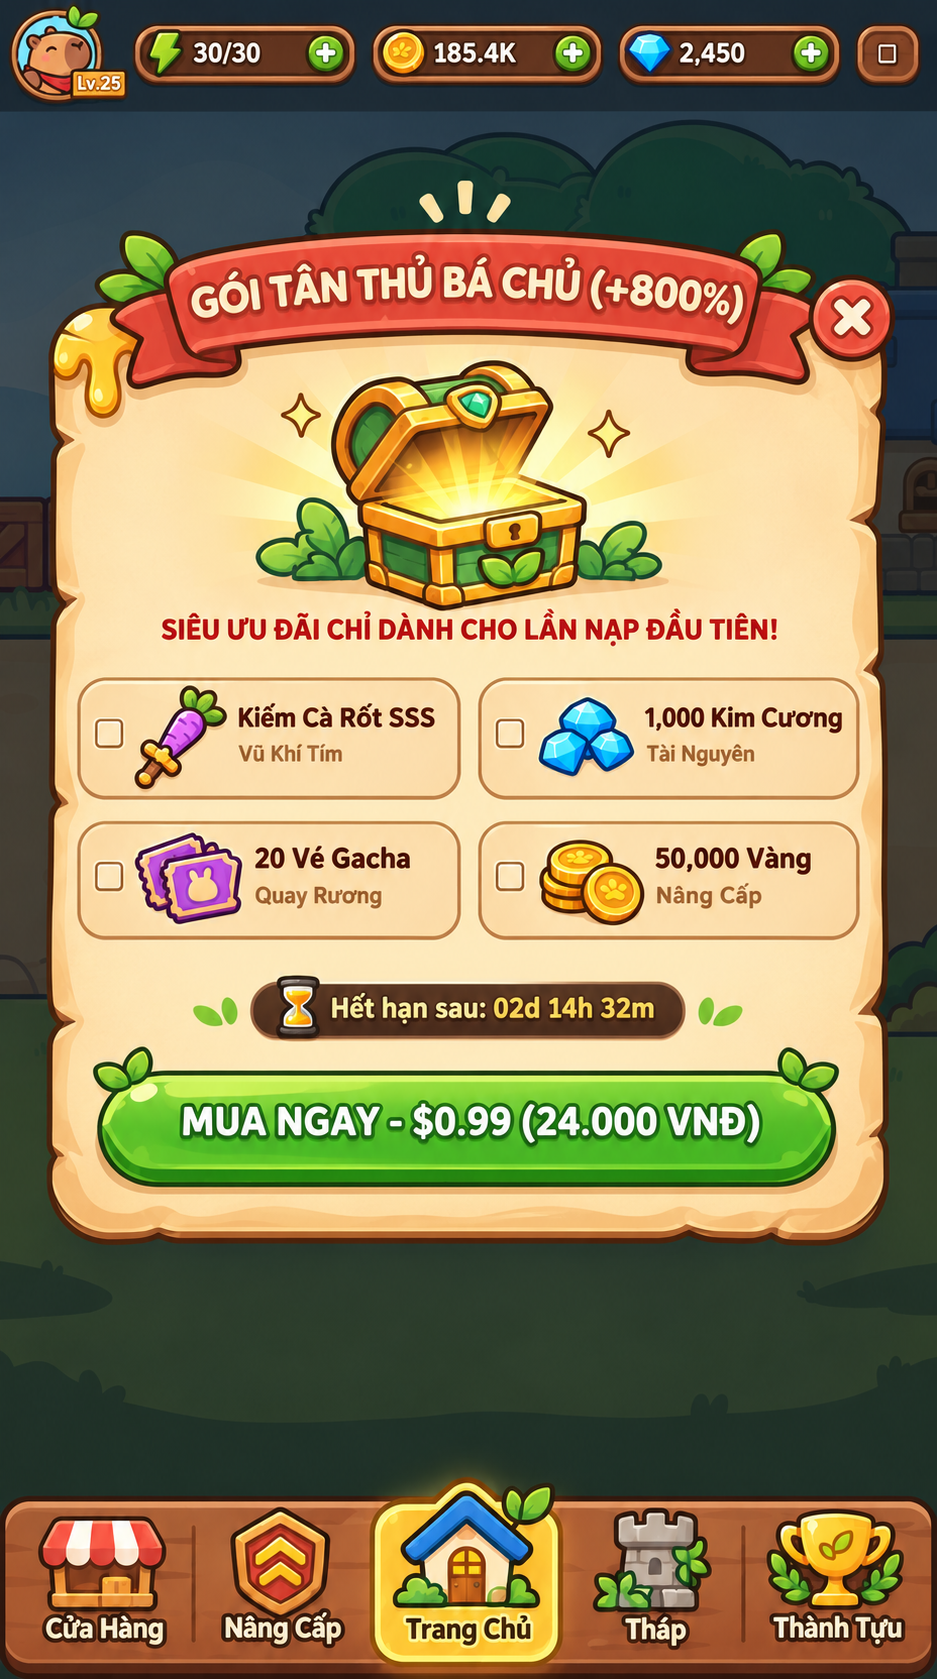 Lv.25
30/30
185.4K
2,450
GÓI TÂN THỦ BÁ CHỦ (+800%)
SIÊU ƯU ĐÃI CHỈ DÀNH CHO LẦN NẠP ĐẦU TIÊN!
Kiếm Cà Rốt SSS
Vũ Khí Tím
1,000 Kim Cương
Tài Nguyên
20 Vé Gacha
Quay Rương
50,000 Vàng
Nâng Cấp
Hết hạn sau: 02d 14h 32m
MUA NGAY - $0.99 (24.000 VNĐ)
Cửa Hàng
Nâng Cấp
Trang Chủ
Tháp
Thành Tựu